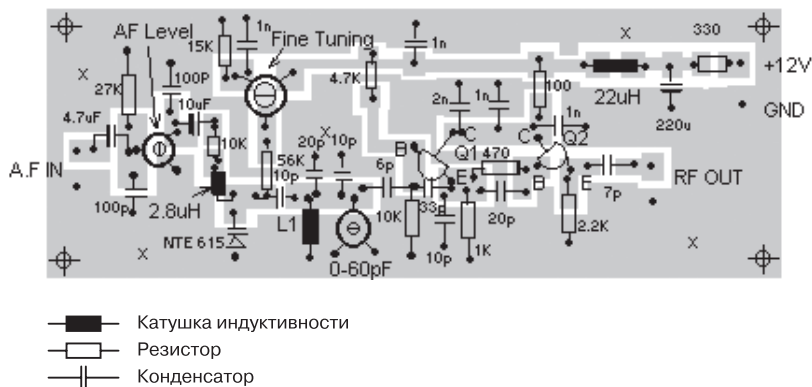 AF Level
1n
15K
Fine Tuning
1n
330
+12V
27K
100P
4.7K
100
22uH
GND
4.7uF
10uF
2n
1n
1n
220u
A.F IN
10K
20p
10p
B
C
Q1
470
C
Q2
56K
10p
6p
E
B
E
RF OUT
100p
2.8uH
L1
10K
33p
20p
7p
NTE 615
0-60pF
10p
1K
2.2K
x
x
x
x
x
Катушка индуктивности
Резистор
Конденсатор